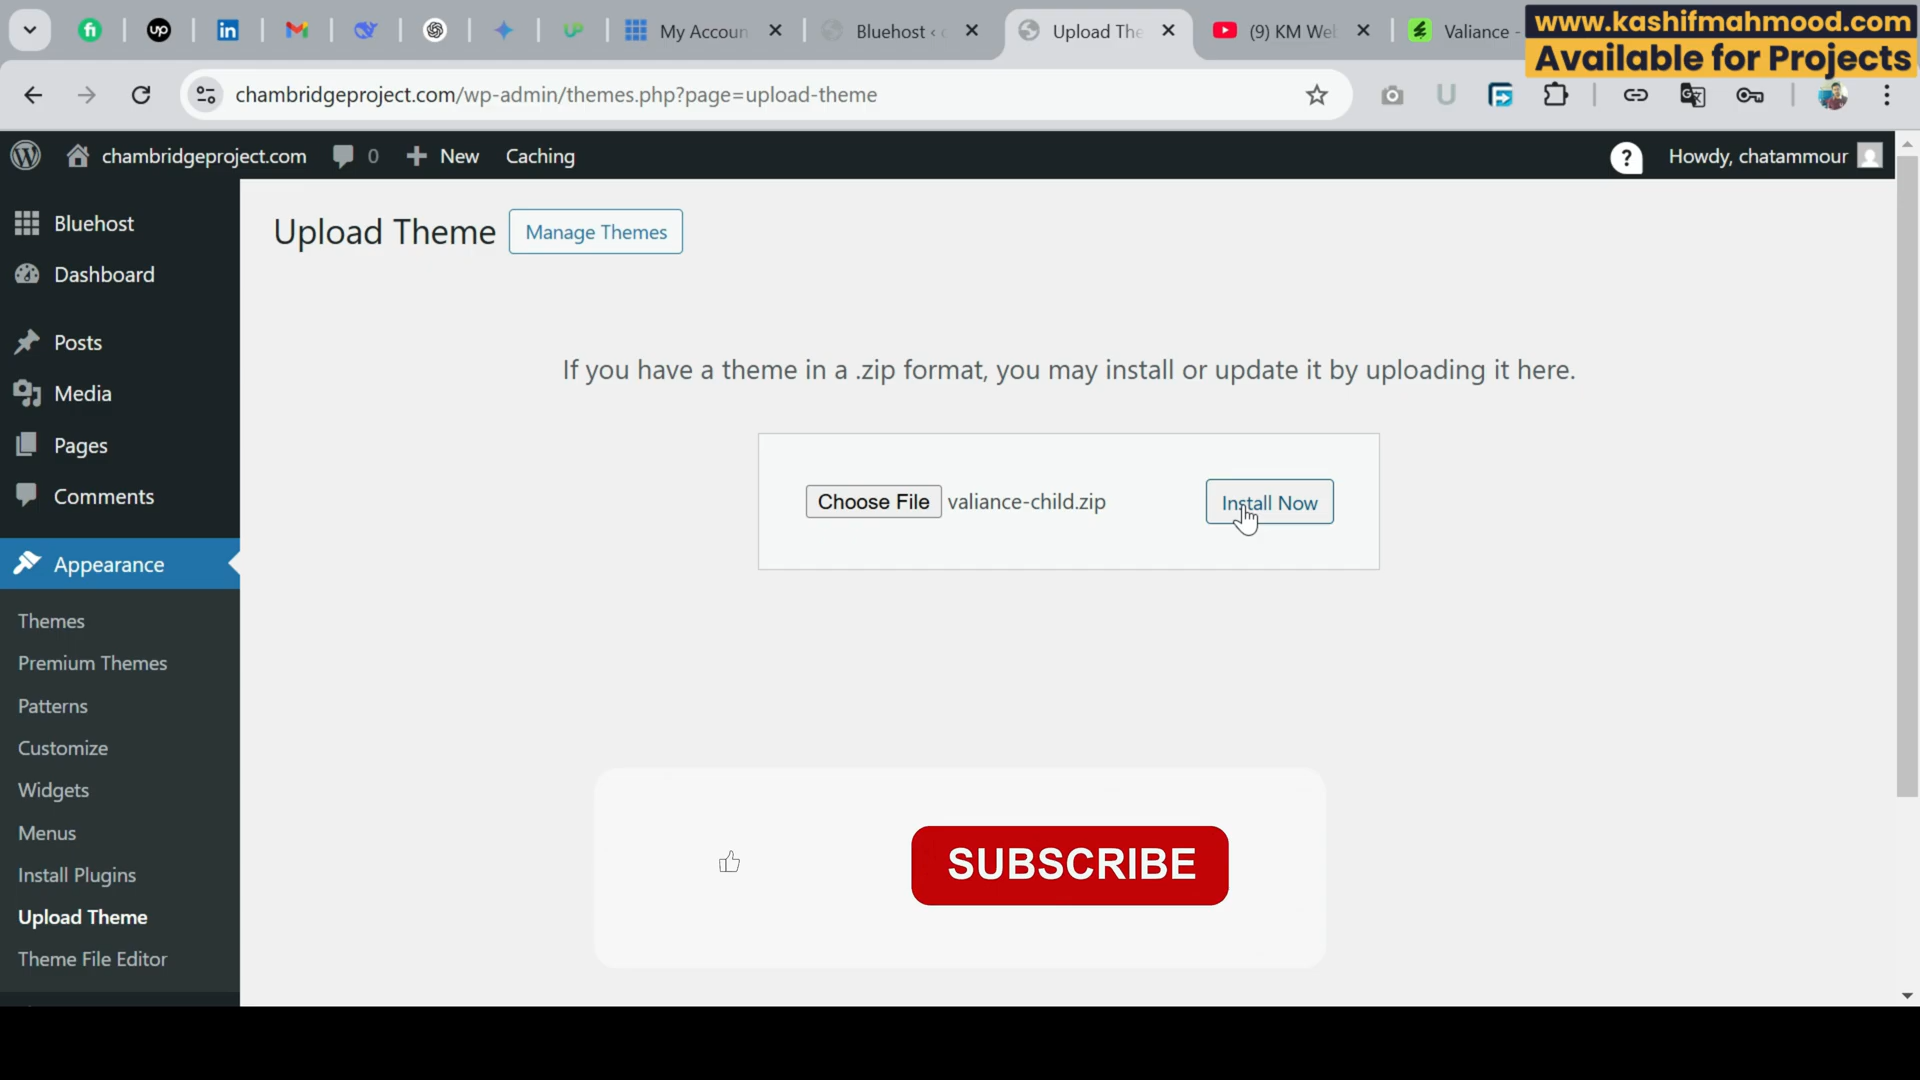 My Accoun
Bluehost ‹
Upload The
(9) KM Web
Valiance -
www.kashifmahmood.com
Available for Projects
chambridgeproject.com/wp-admin/themes.php?page=upload-theme
chambridgeproject.com
0
New
Caching
Howdy, chatammour
Bluehost
Dashboard
Posts
Media
Pages
Comments
Appearance
Themes
Premium Themes
Patterns
Customize
Widgets
Menus
Install Plugins
Upload Theme
Theme File Editor
Upload Theme
Manage Themes
If you have a theme in a .zip format, you may install or update it by uploading it here.
Choose File
valiance-child.zip
Install Now
SUBSCRIBE